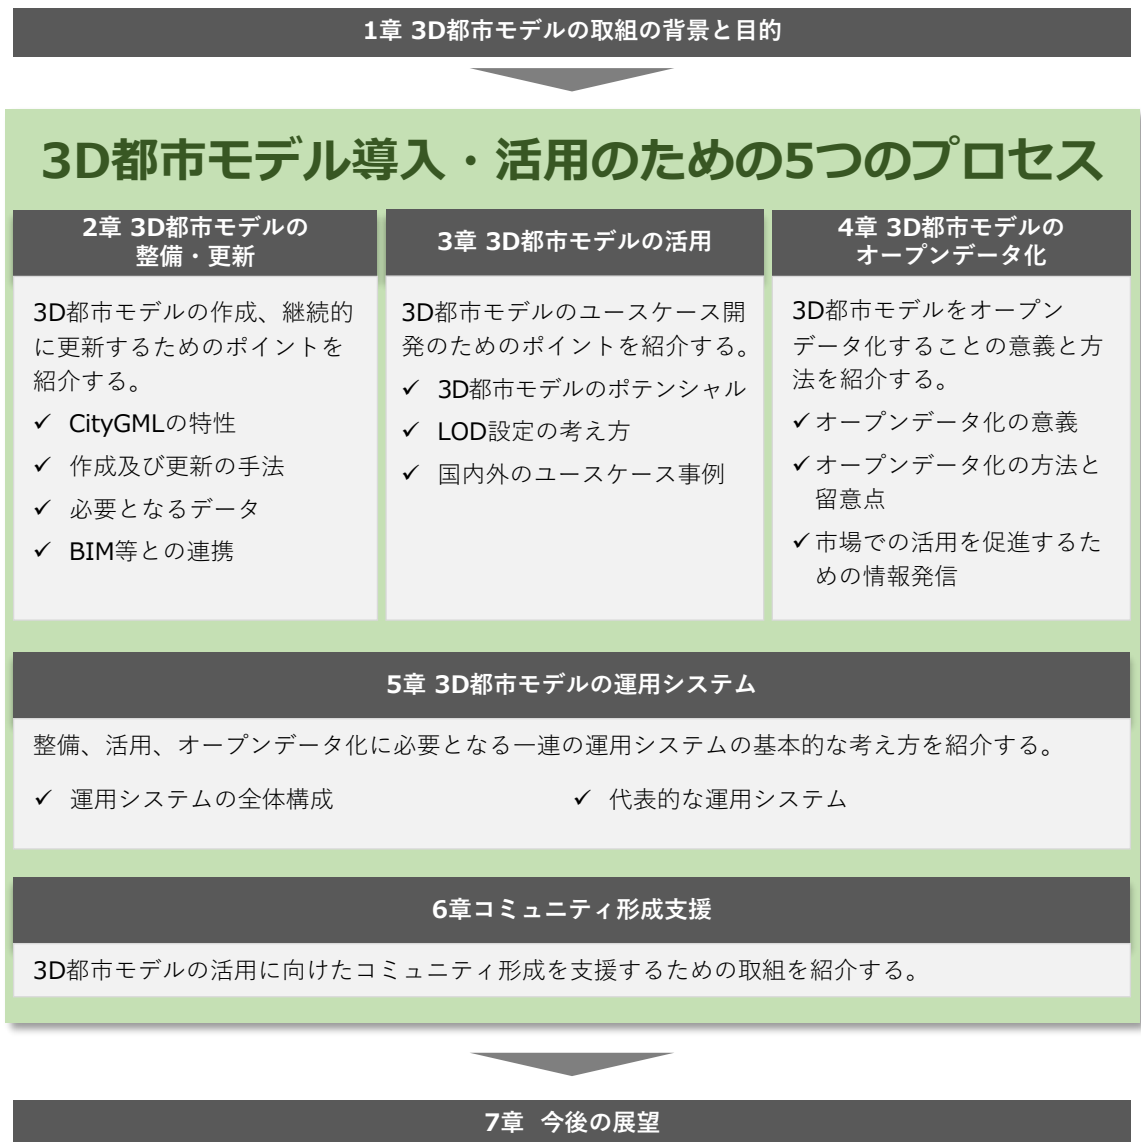 1章 3D都市モデルの取組の背景と目的
3D都市モデル導入・活用のための5つのプロセス
2章 3D都市モデルの
整備・更新
3D都市モデルの作成、継続的
に更新するためのポイントを
紹介する。
✓ CityGMLの特性
✓ 作成及び更新の手法
✓ 必要となるデータ
✓ BIM等との連携
3章 3D都市モデルの活用
3D都市モデルのユースケース開
発のためのポイントを紹介する。
✓ 3D都市モデルのポテンシャル
✓ LOD設定の考え方
✓ 国内外のユースケース事例
4章 3D都市モデルの
オープンデータ化
3D都市モデルをオープン
データ化することの意義と方
法を紹介する。
✓オープンデータ化の意義
✓オープンデータ化の方法と
留意点
✓市場での活用を促進するた
めの情報発信
5章 3D都市モデルの運用システム
整備、活用、オープンデータ化に必要となる一連の運用システムの基本的な考え方を紹介する。
✓ 運用システムの全体構成 ✓ 代表的な運用システム
6章コミュニティ形成支援
3D都市モデルの活用に向けたコミュニティ形成を支援するための取組を紹介する。
7章 今後の展望